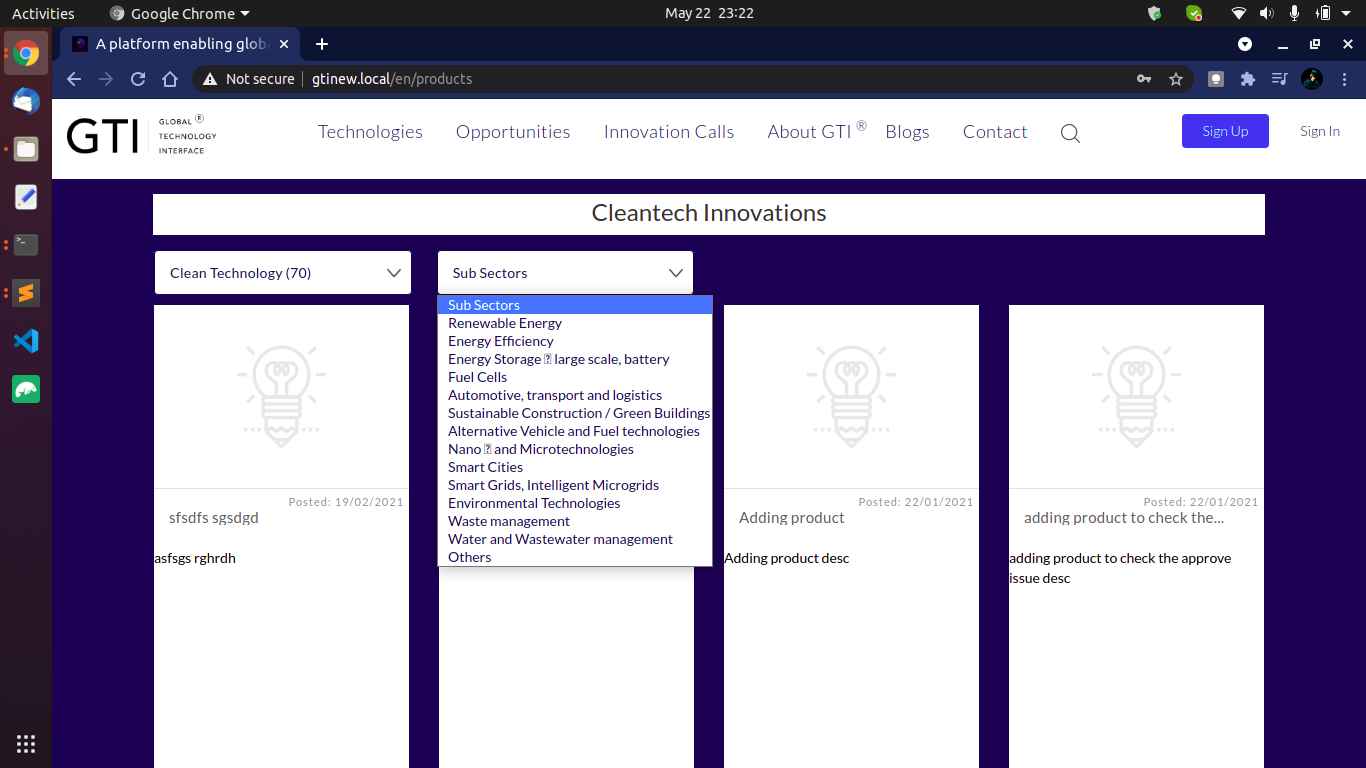 Activities
Google Chrome
May 22 23:22
A platform enabling globa
Not secure
gtinew.local/en/products
GTI
GLOBAL ®
TECHNOLOGY
INTERFACE
Technologies
Opportunities
Innovation Calls
About GTI ®
Blogs
Contact
Sign Up
Sign In
Cleantech Innovations
Clean Technology (70)
Sub Sectors
Sub Sectors
Renewable Energy
Energy Efficiency
Energy Storage ⍰ large scale, battery
Fuel Cells
Automotive, transport and logistics
Sustainable Construction / Green Buildings
Alternative Vehicle and Fuel technologies
Nano ⍰ and Microtechnologies
Smart Cities
Smart Grids, Intelligent Microgrids
Environmental Technologies
Waste management
Water and Wastewater management
Others
Posted: 19/02/2021
sfsdfs sgsdgd
asfsgs rghrdh
Posted: 22/01/2021
Adding product
Adding product desc
Posted: 22/01/2021
adding product to check the...
adding product to check the approve
issue desc